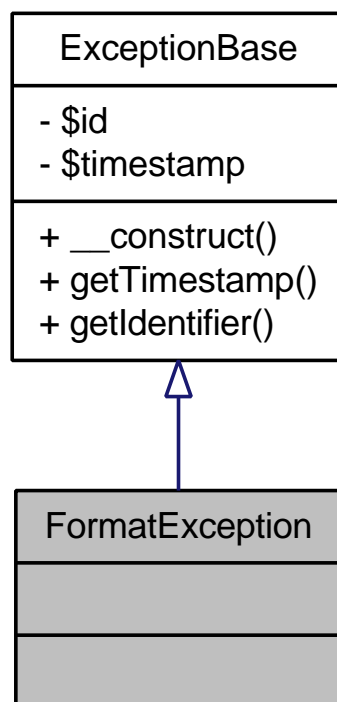 ExceptionBase
- $id
- $timestamp
+ __construct()
+ getTimestamp()
+ getIdentifier()
FormatException